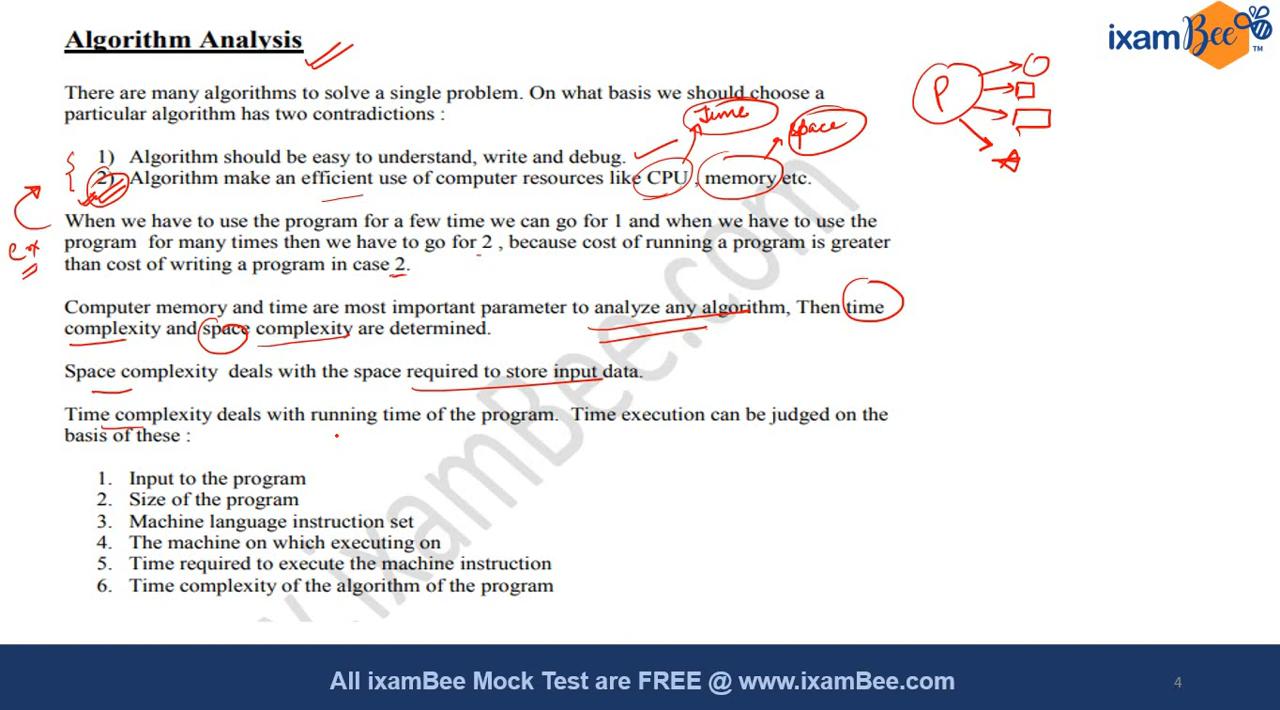 Algorithm Analysis
ixamBee
TM
There are many algorithms to solve a single problem. On what basis we should choose a
particular algorithm has two contradictions :
Time
space
P
1) Algorithm should be easy to understand, write and debug.
2) Algorithm make an efficient use of computer resources like CPU , memory etc.
When we have to use the program for a few time we can go for 1 and when we have to use the
program for many times then we have to go for 2 , because cost of running a program is greater
than cost of writing a program in case 2.
Computer memory and time are most important parameter to analyze any algorithm, Then time
complexity and space complexity are determined.
Space complexity deals with the space required to store input data.
Time complexity deals with running time of the program. Time execution can be judged on the
basis of these :
1. Input to the program
2. Size of the program
3. Machine language instruction set
4. The machine on which executing on
5. Time required to execute the machine instruction
6. Time complexity of the algorithm of the program
www.ixamBee.com
All ixamBee Mock Test are FREE @ www.ixamBee.com
4